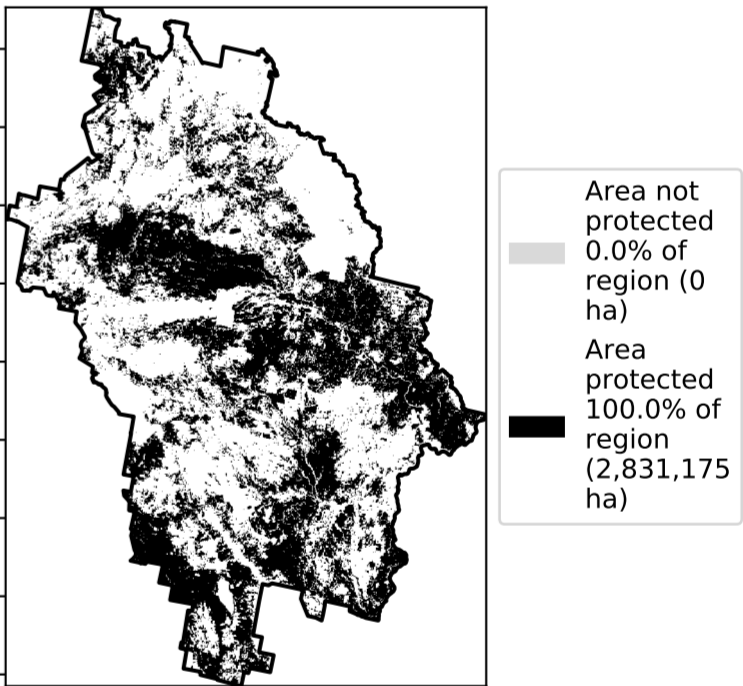 Area not
protected
0.0% of
region (0
ha)
Area
protected
100.0% of
region
(2,831,175
ha)